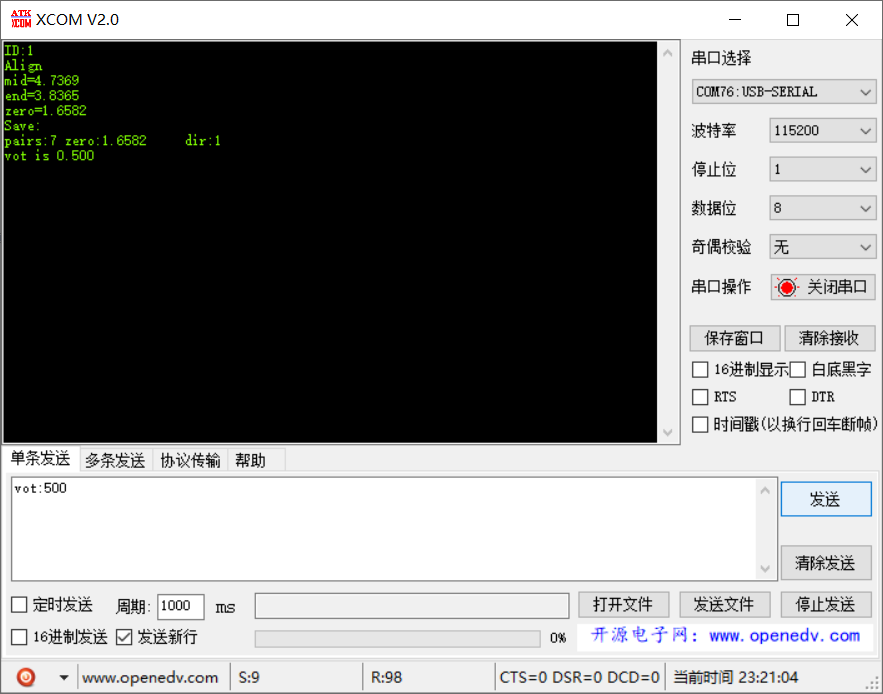 ATK XCOM XCOM V2.0
ID:1
Align
mid=4.7369
end=3.8365
zero=1.6582
Save:
pairs:7 zero:1.6582 dir:1
vot is 0.500
串口选择
COM76:USB-SERIAL
波特率 115200
停止位 1
数据位 8
奇偶校验 无
串口操作 关闭串口
保存窗口 清除接收
16进制显示 白底黑字
RTS DTR
时间戳(以换行回车断帧)
单条发送 多条发送 协议传输 帮助
vot:500
发送
清除发送
定时发送 周期: 1000 ms 打开文件 发送文件 停止发送
16进制发送 发送新行 0% 开源电子网: www.openedv.com
www.openedv.com S:9 R:98 CTS=0 DSR=0 DCD=0 当前时间 23:21:04